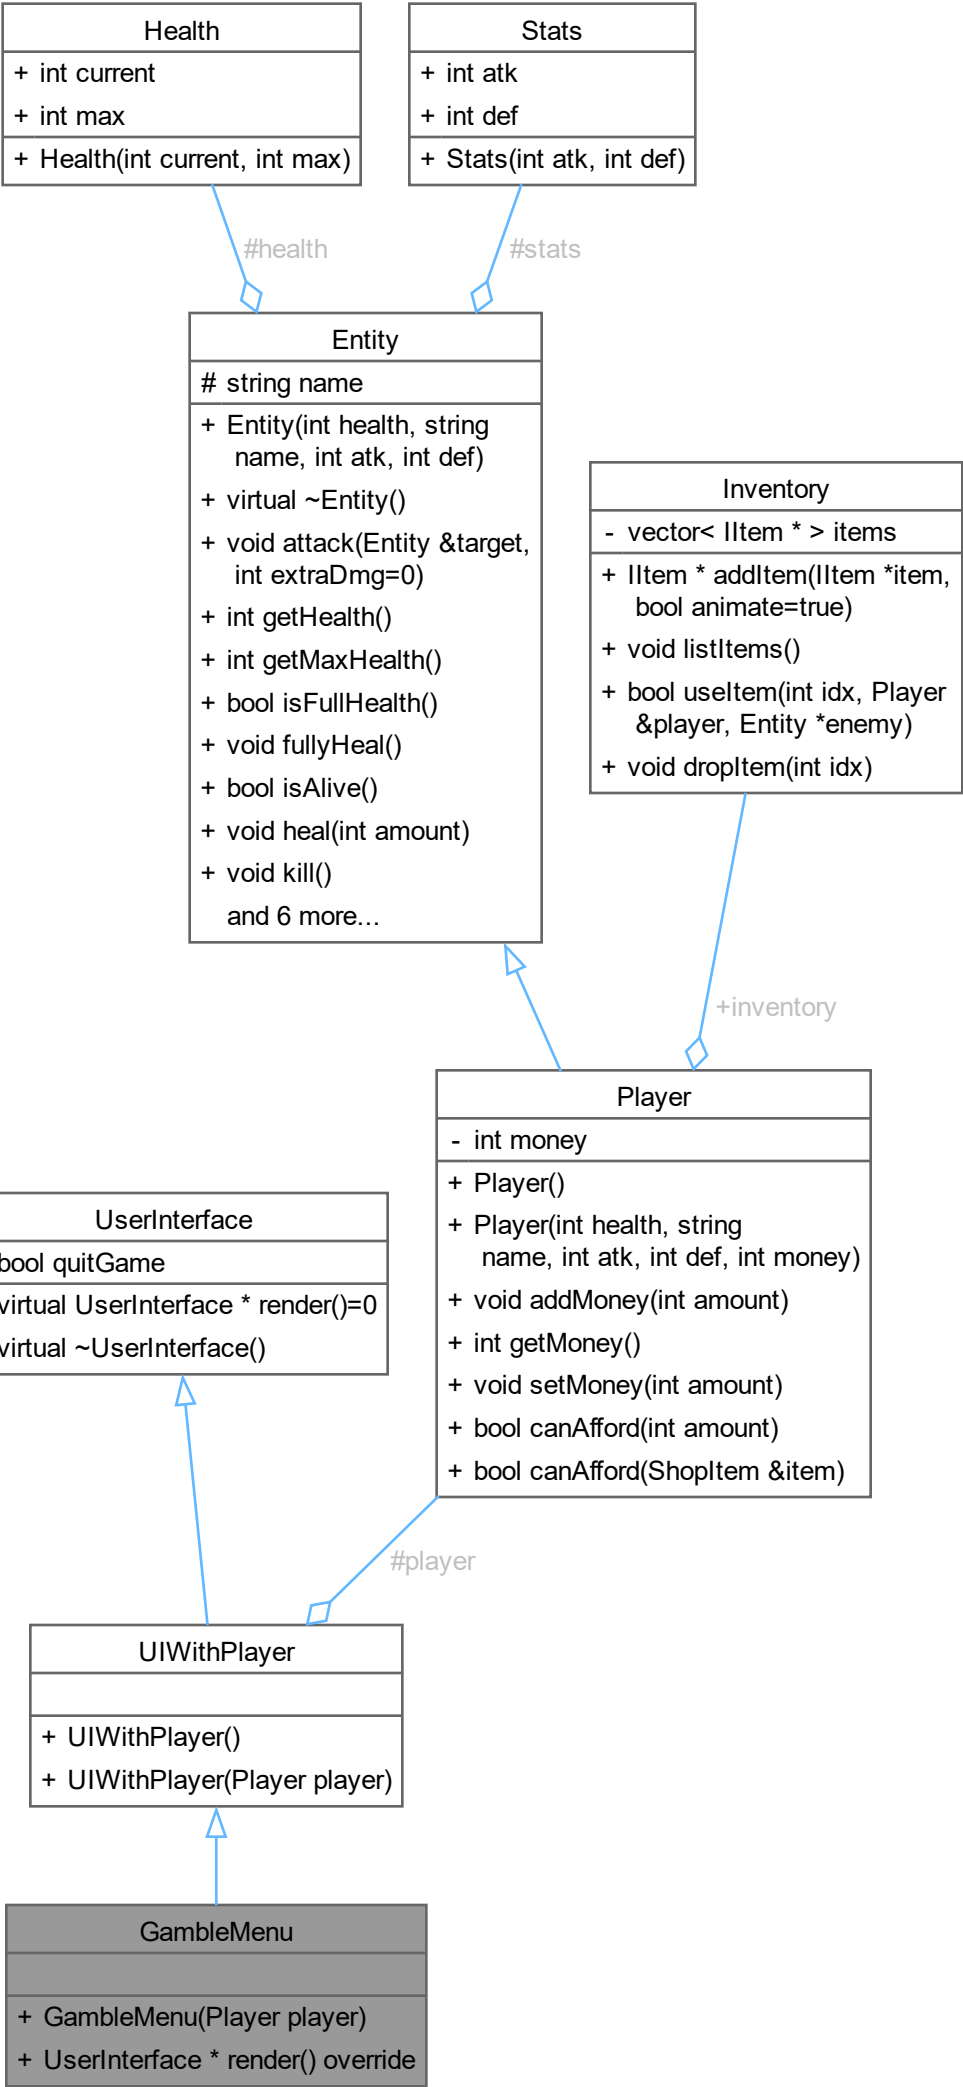 Health
+ int current
+ int max
+ Health(int current, int max)
Stats
+ int atk
+ int def
+ Stats(int atk, int def)
#health
#stats
Entity
# string name
+ Entity(int health, string
name, int atk, int def)
+ virtual ~Entity()
+ void attack(Entity &target,
int extraDmg=0)
+ int getHealth()
+ int getMaxHealth()
+ bool isFullHealth()
+ void fullyHeal()
+ bool isAlive()
+ void heal(int amount)
+ void kill()
and 6 more...
Inventory
- vector< IItem * > items
+ IItem * addItem(IItem *item,
bool animate=true)
+ void listItems()
+ bool useItem(int idx, Player
&player, Entity *enemy)
+ void dropItem(int idx)
+inventory
Player
- int money
+ Player()
+ Player(int health, string
name, int atk, int def, int money)
+ void addMoney(int amount)
+ int getMoney()
+ void setMoney(int amount)
+ bool canAfford(int amount)
+ bool canAfford(ShopItem &item)
UserInterface
bool quitGame
virtual UserInterface * render()=0
virtual ~UserInterface()
#player
UIWithPlayer
+ UIWithPlayer()
+ UIWithPlayer(Player player)
GambleMenu
+ GambleMenu(Player player)
+ UserInterface * render() override